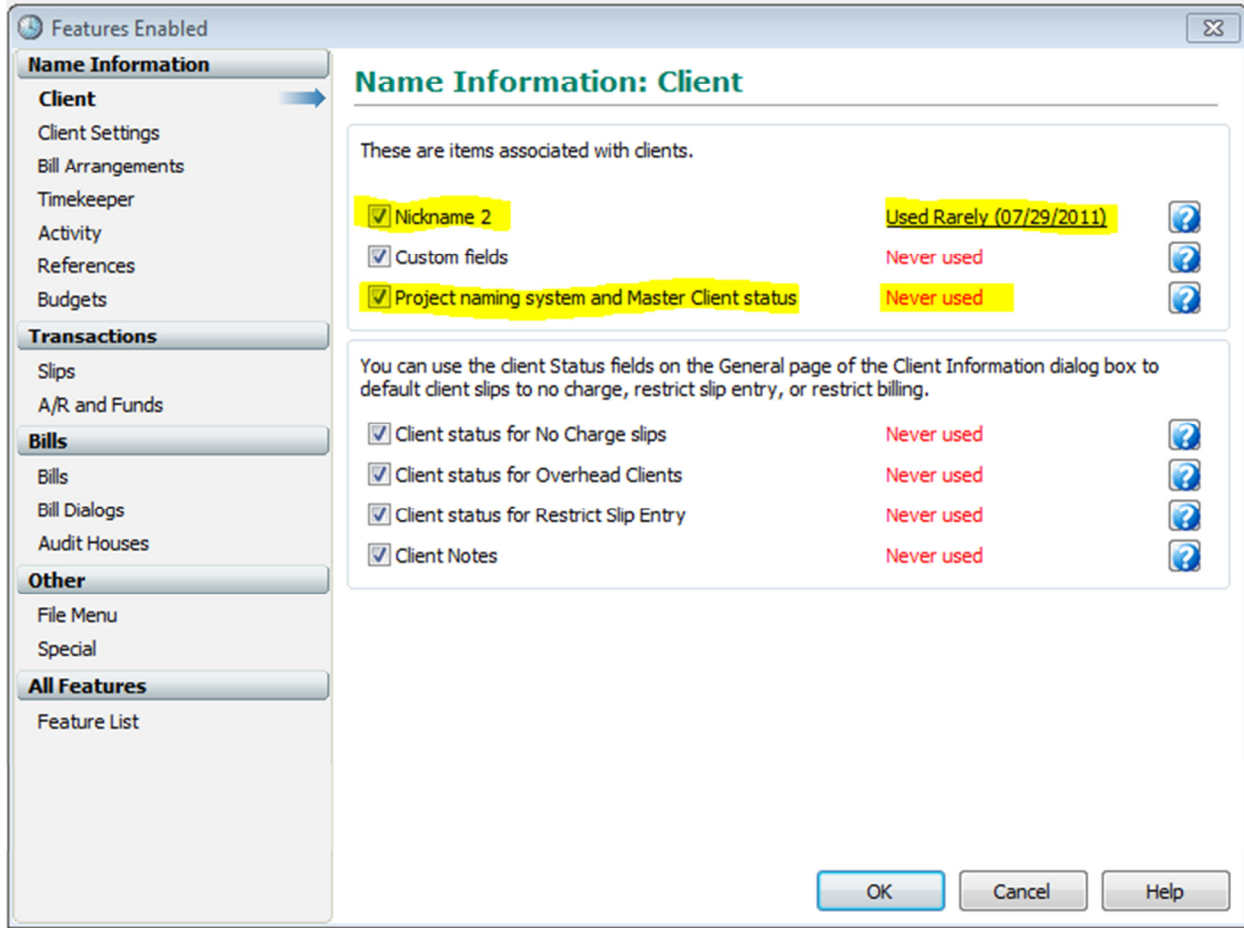 Features Enabled
Name Information
Client
Client Settings
Bill Arrangements
Timekeeper
Activity
References
Budgets
Transactions
Slips
A/R and Funds
Bills
Bills
Bill Dialogs
Audit Houses
Other
File Menu
Special
All Features
Feature List
Name Information: Client
These are items associated with clients.
Nickname 2 Used Rarely (07/29/2011)
Custom fields Never used
Project naming system and Master Client status Never used
You can use the client Status fields on the General page of the Client Information dialog box to
default client slips to no charge, restrict slip entry, or restrict billing.
Client status for No Charge slips Never used
Client status for Overhead Clients Never used
Client status for Restrict Slip Entry Never used
Client Notes Never used
OK Cancel Help